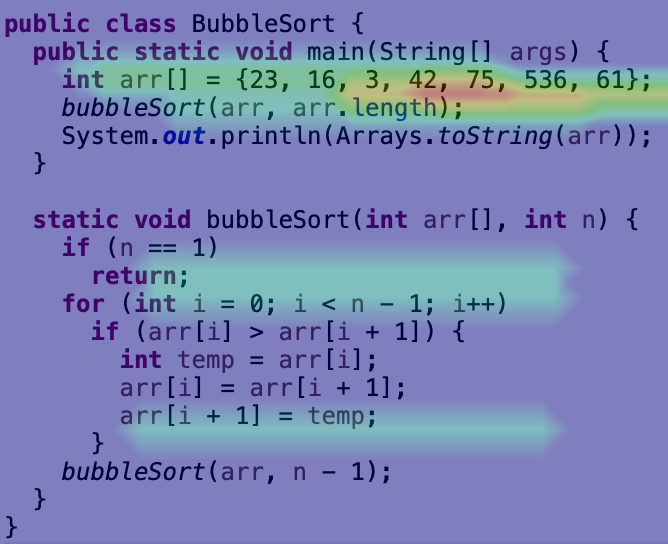 public class BubbleSort {
  public static void main(String[] args) {
    int arr[] = {23, 16, 3, 42, 75, 536, 61};
    bubbleSort(arr, arr.length);
    System.out.println(Arrays.toString(arr));
  }

  static void bubbleSort(int arr[], int n) {
    if (n == 1)
      return;
    for (int i = 0; i < n - 1; i++)
      if (arr[i] > arr[i + 1]) {
        int temp = arr[i];
        arr[i] = arr[i + 1];
        arr[i + 1] = temp;
      }
    bubbleSort(arr, n - 1);
  }
}